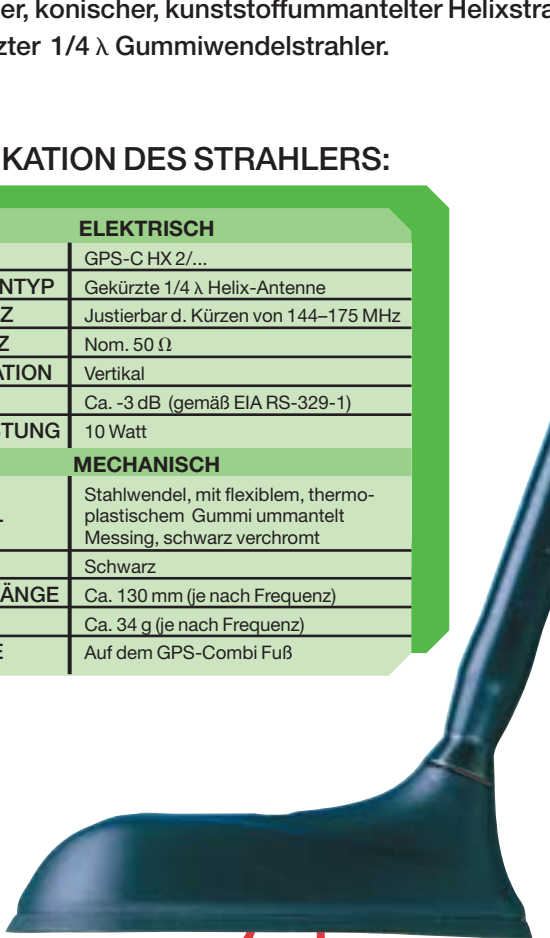 er, konischer, kunststoffummantelter Helixstra
zter 1/4 λ Gummiwendelstrahler.
KATION DES STRAHLERS:
ELEKTRISCH
GPS-C HX 2/...
NTYP Gekürzte 1/4 λ Helix-Antenne
Z Justierbar d. Kürzen von 144–175 MHz
Z Nom. 50 Ω
ATION Vertikal
Ca. -3 dB (gemäß EIA RS-329-1)
STUNG 10 Watt
MECHANISCH
Stahlwendel, mit flexiblem, thermo-
L plastischem Gummi ummantelt
Messing, schwarz verchromt
Schwarz
ÄNGE Ca. 130 mm (je nach Frequenz)
Ca. 34 g (je nach Frequenz)
E Auf dem GPS-Combi Fuß